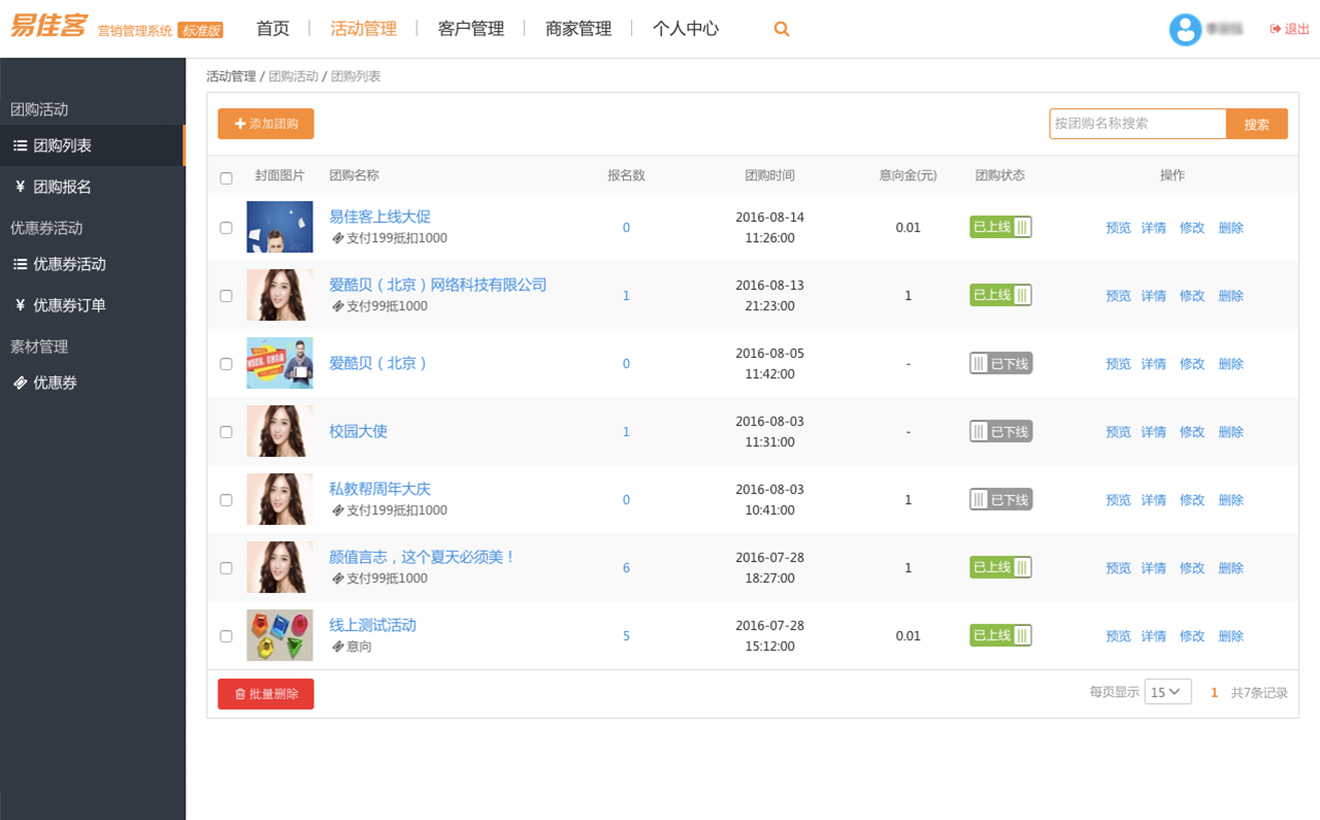 易佳客 营销管理系统 标准版 首页 活动管理 客户管理 商家管理 个人中心 退出
活动管理 / 团购活动 / 团购列表
团购活动
团购列表
¥ 团购报名
优惠券活动
优惠券活动
¥ 优惠券订单
素材管理
优惠券
添加团购 按团购名称搜索 搜索
封面图片 团购名称 报名数 团购时间 意向金(元) 团购状态 操作
易佳客上线大促
支付199抵扣1000
0 2016-08-14
11:26:00
0.01 已上线 预览 详情 修改 删除
爱酷贝（北京）网络科技有限公司
支付99抵1000
1 2016-08-13
21:23:00
1 已上线 预览 详情 修改 删除
爱酷贝（北京）
0 2016-08-05
11:42:00
- 已下线 预览 详情 修改 删除
校园大使
1 2016-08-03
11:31:00
- 已下线 预览 详情 修改 删除
私教帮周年大庆
支付199抵扣1000
0 2016-08-03
10:41:00
1 已下线 预览 详情 修改 删除
颜值言志，这个夏天必须美！
支付99抵1000
6 2016-07-28
18:27:00
1 已上线 预览 详情 修改 删除
线上测试活动
意向
5 2016-07-28
15:12:00
0.01 已上线 预览 详情 修改 删除
批量删除 每页显示 15 1 共7条记录